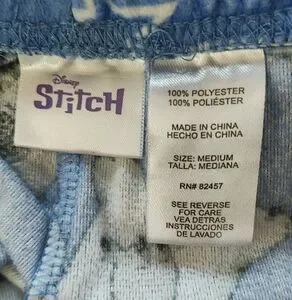 Disney
Stitch
100% POLYESTER
100% POLIÉSTER
MADE IN CHINA
HECHO EN CHINA
SIZE: MEDIUM
TALLA: MEDIANA
RN# 82457
SEE REVERSE
FOR CARE
VEA DETRAS
INSTRUCCIONES
DE LAVADO